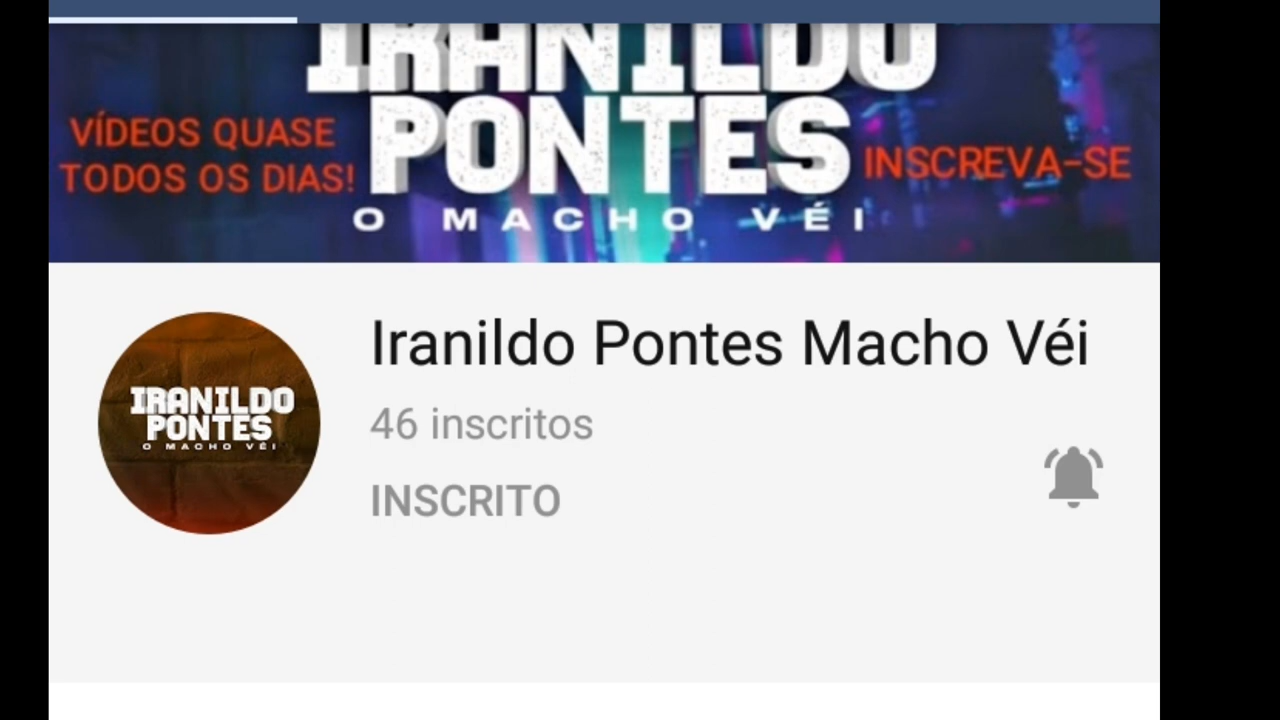 IRANILDO
PONTES
O MACHO VÉI
VÍDEOS QUASE
TODOS OS DIAS!
INSCREVA-SE
IRANILDO
PONTES
O MACHO VÉI
Iranildo Pontes Macho Véi
46 inscritos
INSCRITO